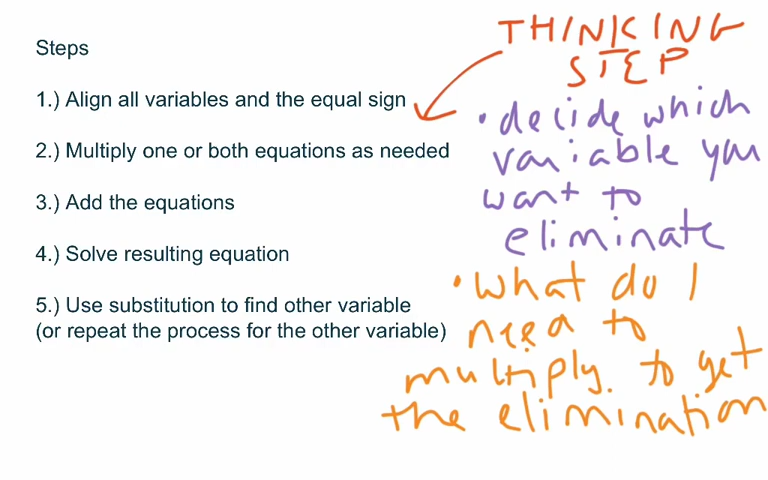 Steps
1.) Align all variables and the equal sign
2.) Multiply one or both equations as needed
3.) Add the equations
4.) Solve resulting equation
5.) Use substitution to find other variable
(or repeat the process for the other variable)
THINKING
STEP
• decide which
variable you
want to
eliminate
• what do I
need to
multiply. to get
the elimination